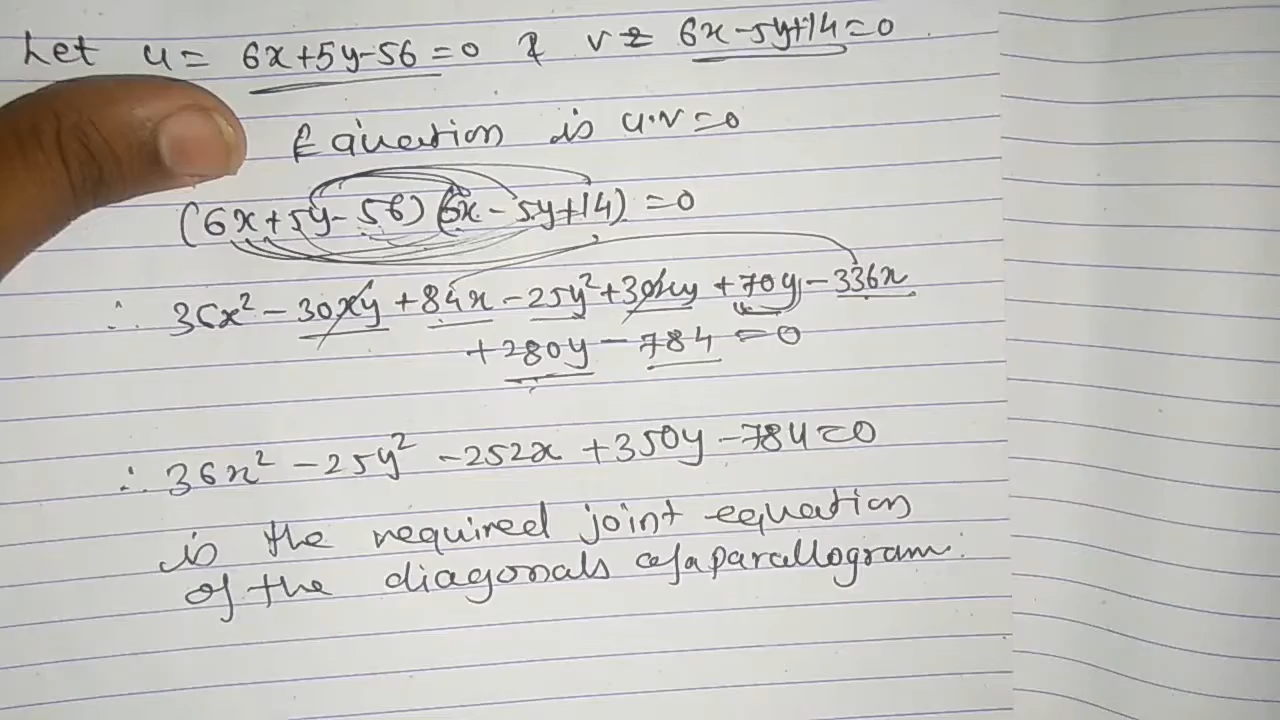 Let u = 6x+5y-56=0 & v = 6x-5y+14=0
Equation is u.v=0
(6x+5y-56)(6x-5y+14)=0
∴ 36x² - 30xy + 84x - 25y² + 30xy + 70y - 336x
+280y - 784 = 0
∴ 36x² - 25y² - 252x + 350y - 784 = 0
is the required joint equation
of the diagonals of a parallogram.